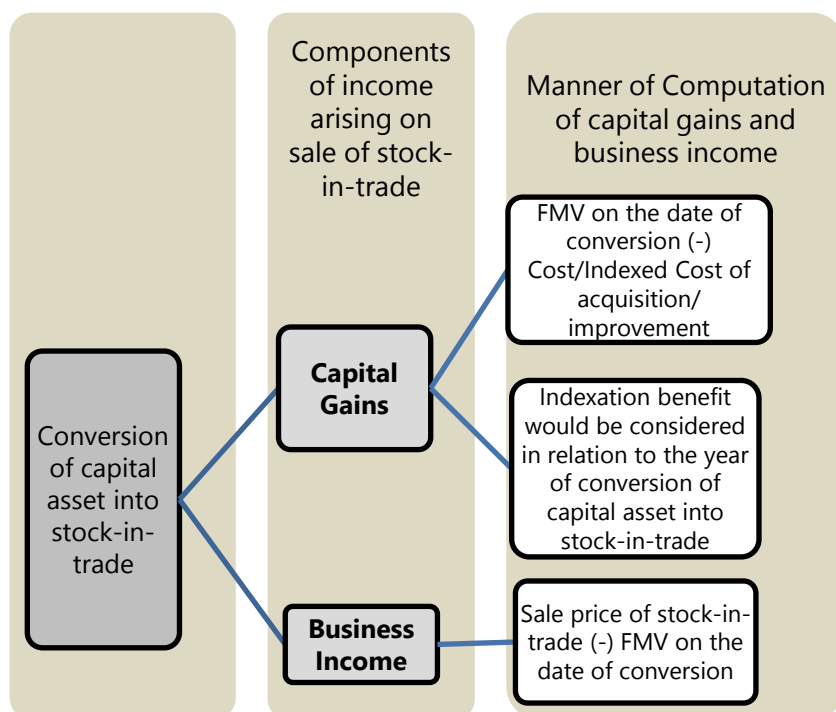 Components
of income
arising on
sale of stock-
in-trade
Manner of Computation
of capital gains and
business income
Conversion
of capital
asset into
stock-in-
trade
Capital
Gains
FMV on the date of
conversion (-)
Cost/Indexed Cost of
acquisition/
improvement
Indexation benefit
would be considered
in relation to the year
of conversion of
capital asset into
stock-in-trade
Business
Income
Sale price of stock-in-
trade (-) FMV on the
date of conversion